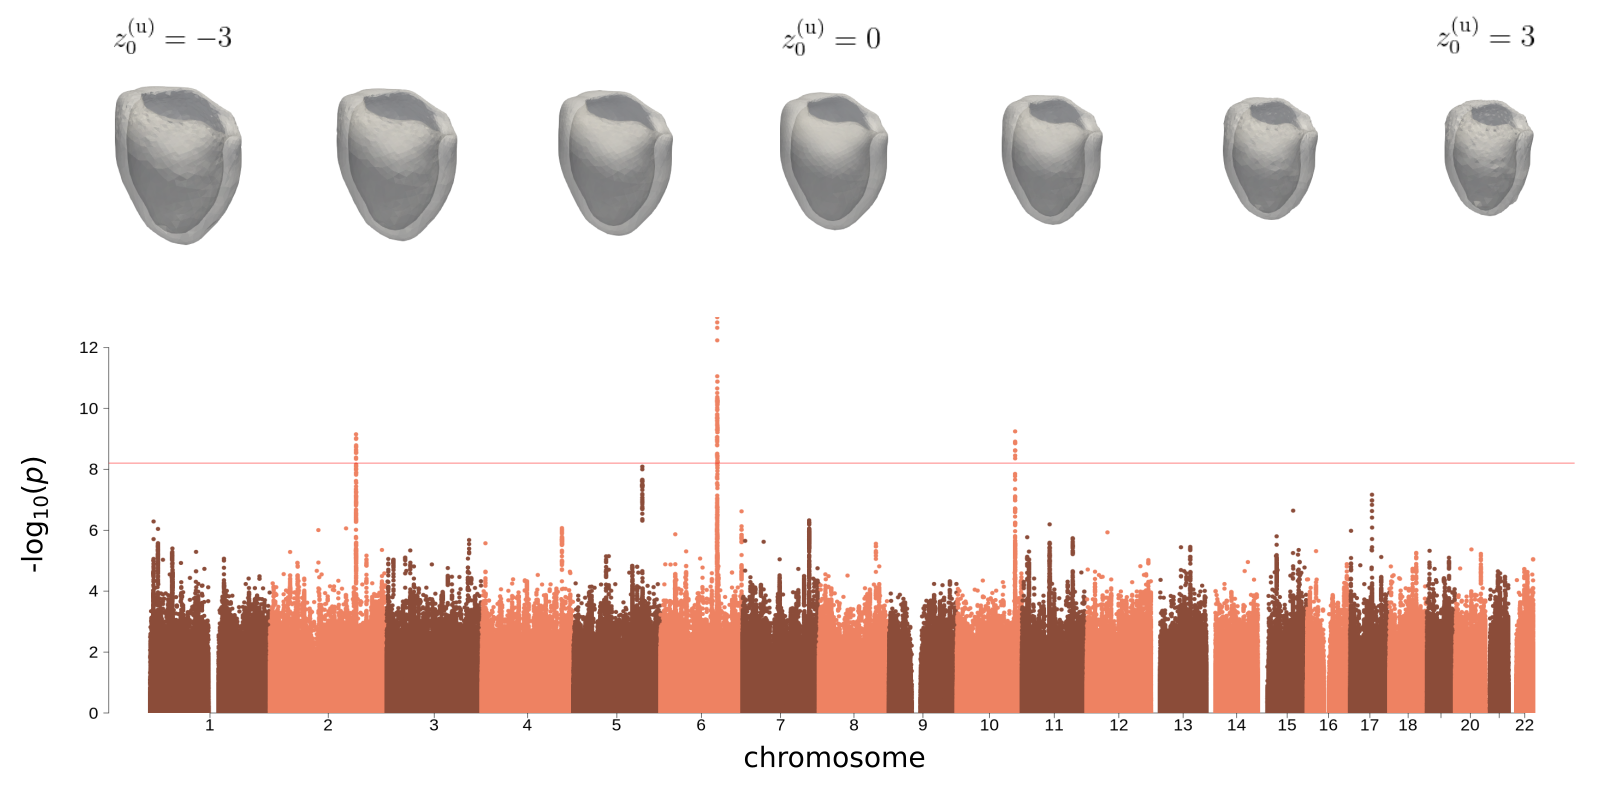 z₀⁽ᵘ⁾ = −3 z₀⁽ᵘ⁾ = 0 z₀⁽ᵘ⁾ = 3
12
10
8
6
4
2
0
-log₁₀(p)
1 2 3 4 5 6 7 8 9 10 11 12 13 14 15 16 17 18 20 22
chromosome